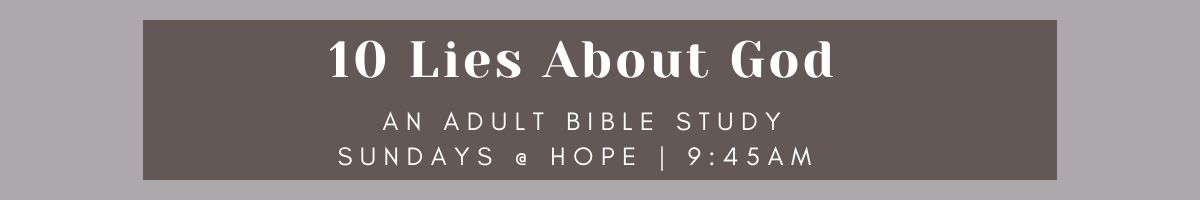 10 Lies About God
AN ADULT BIBLE STUDY
SUNDAYS @ HOPE | 9:45AM